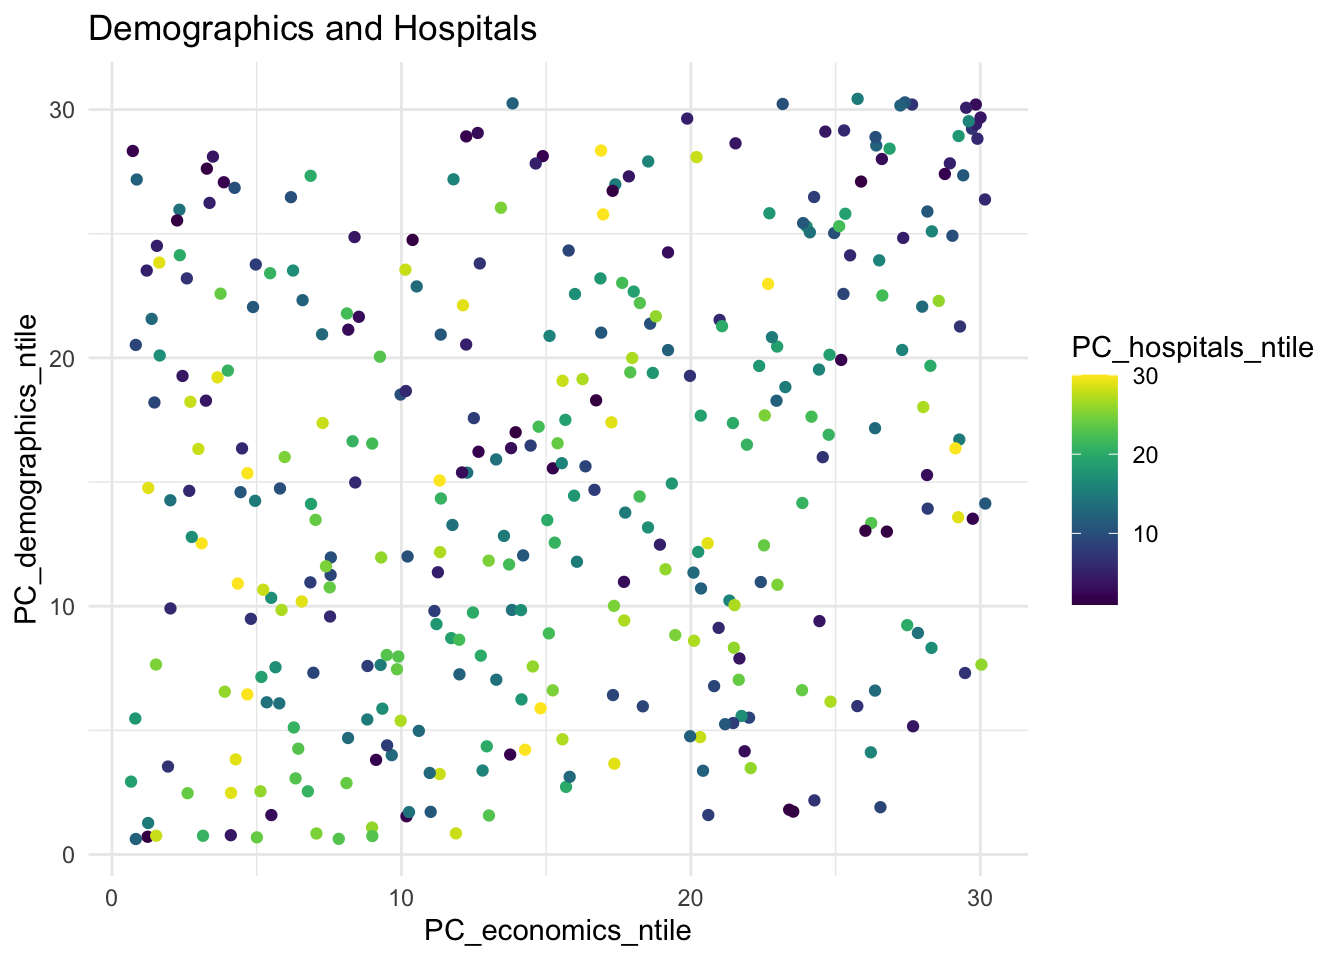 Demographics and Hospitals
PC_demographics_ntile
30
20
10
0
0
10
20
30
PC_economics_ntile
PC_hospitals_ntile
30
20
10